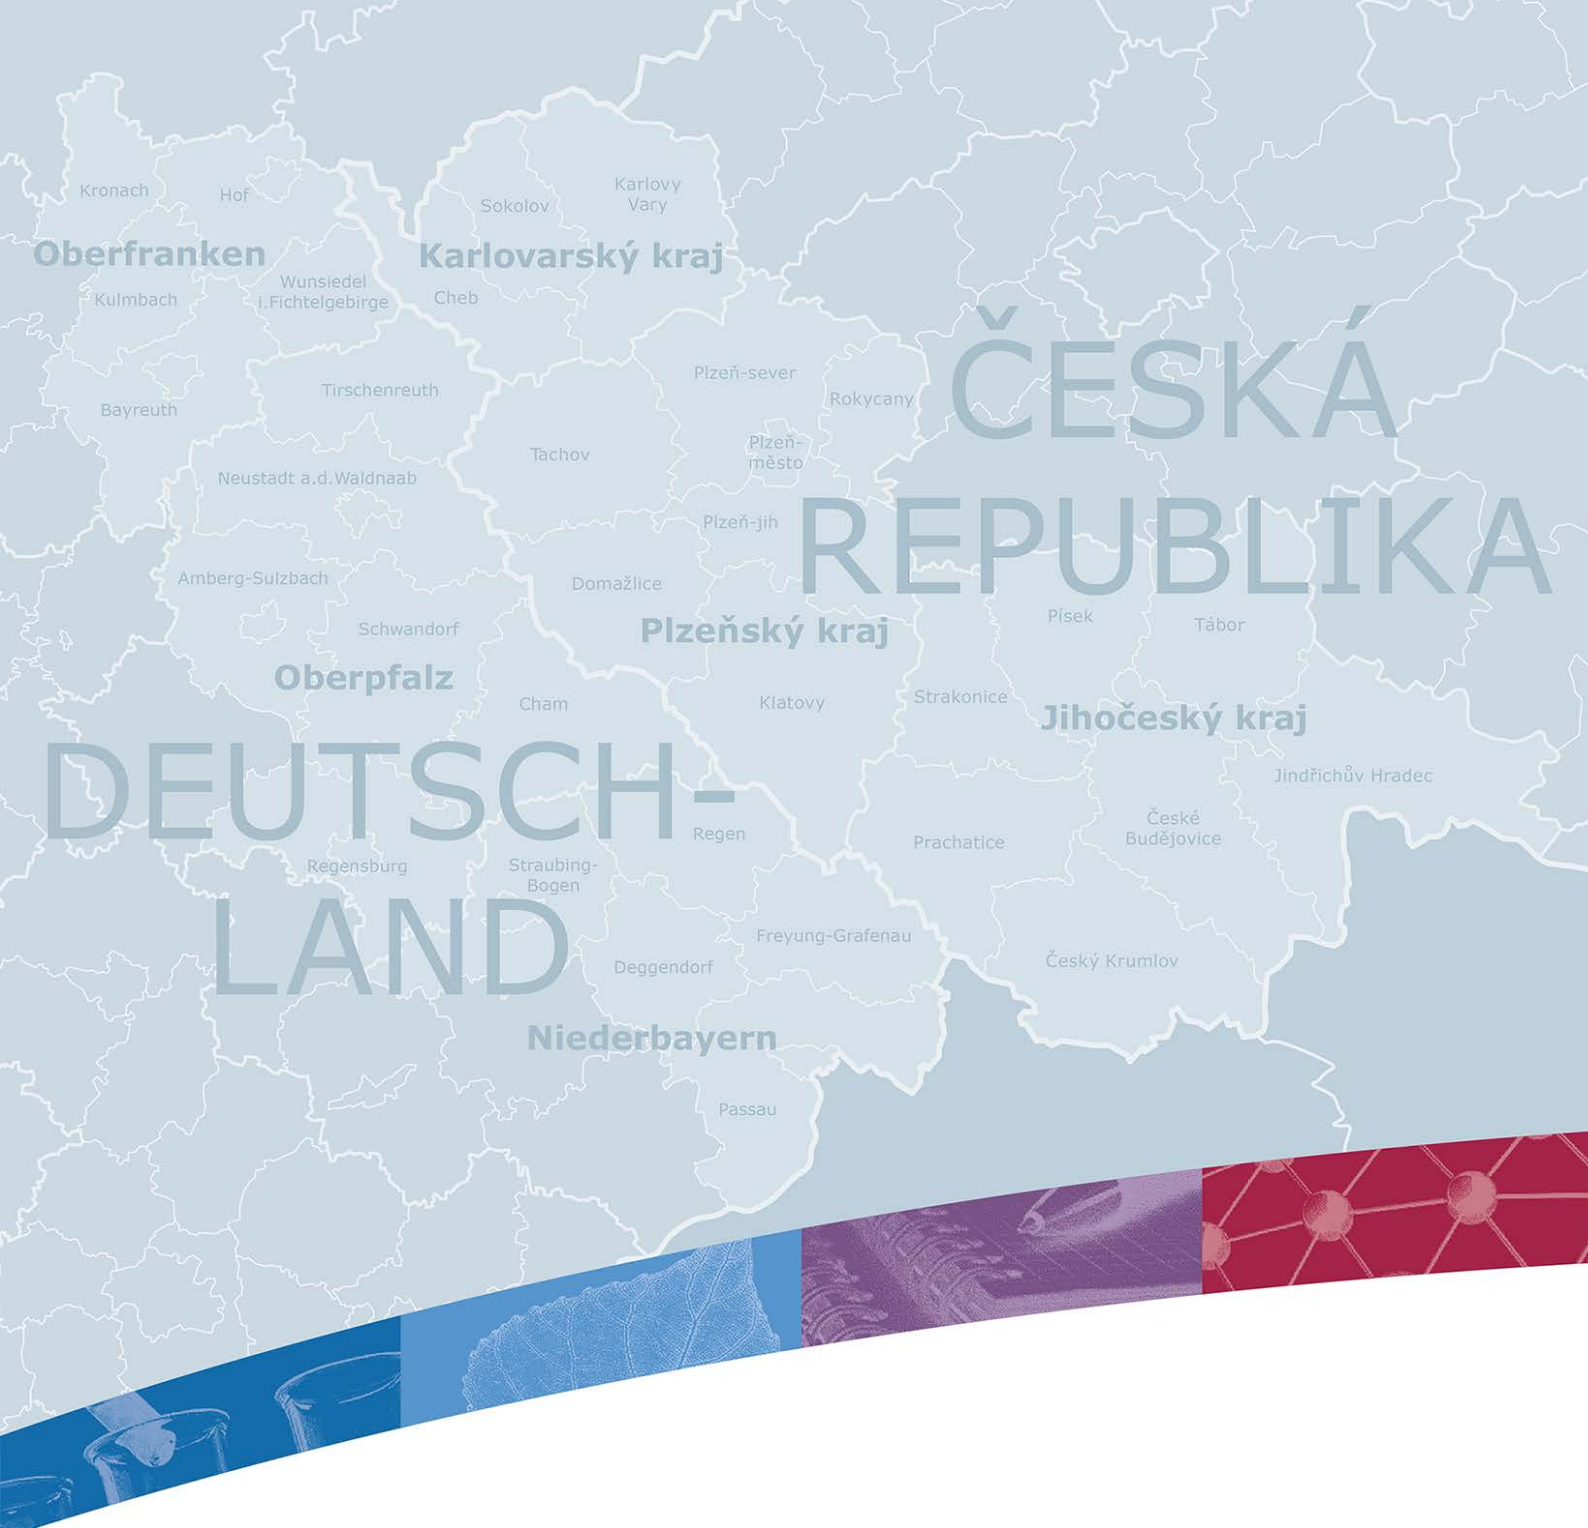 Kronach
Hof
Sokolov
Karlovy
Vary
Oberfranken
Karlovarský kraj
Wunsiedel
i.Fichtelgebirge
Kulmbach
Cheb
ČESKÁ
REPUBLIKA
Plzeň-sever
Rokycany
Tirschenreuth
Bayreuth
Plzeň-
město
Tachov
Neustadt a.d.Waldnaab
Plzeň-jih
Amberg-Sulzbach
Domažlice
Schwandorf
Plzeňský kraj
Písek
Tábor
Oberpfalz
Cham
Klatovy
Strakonice
Jihočeský kraj
DEUTSCH-
LAND
Jindřichův Hradec
Regen
České
Budějovice
Prachatice
Regensburg
Straubing-
Bogen
Freyung-Grafenau
Deggendorf
Český Krumlov
Niederbayern
Passau